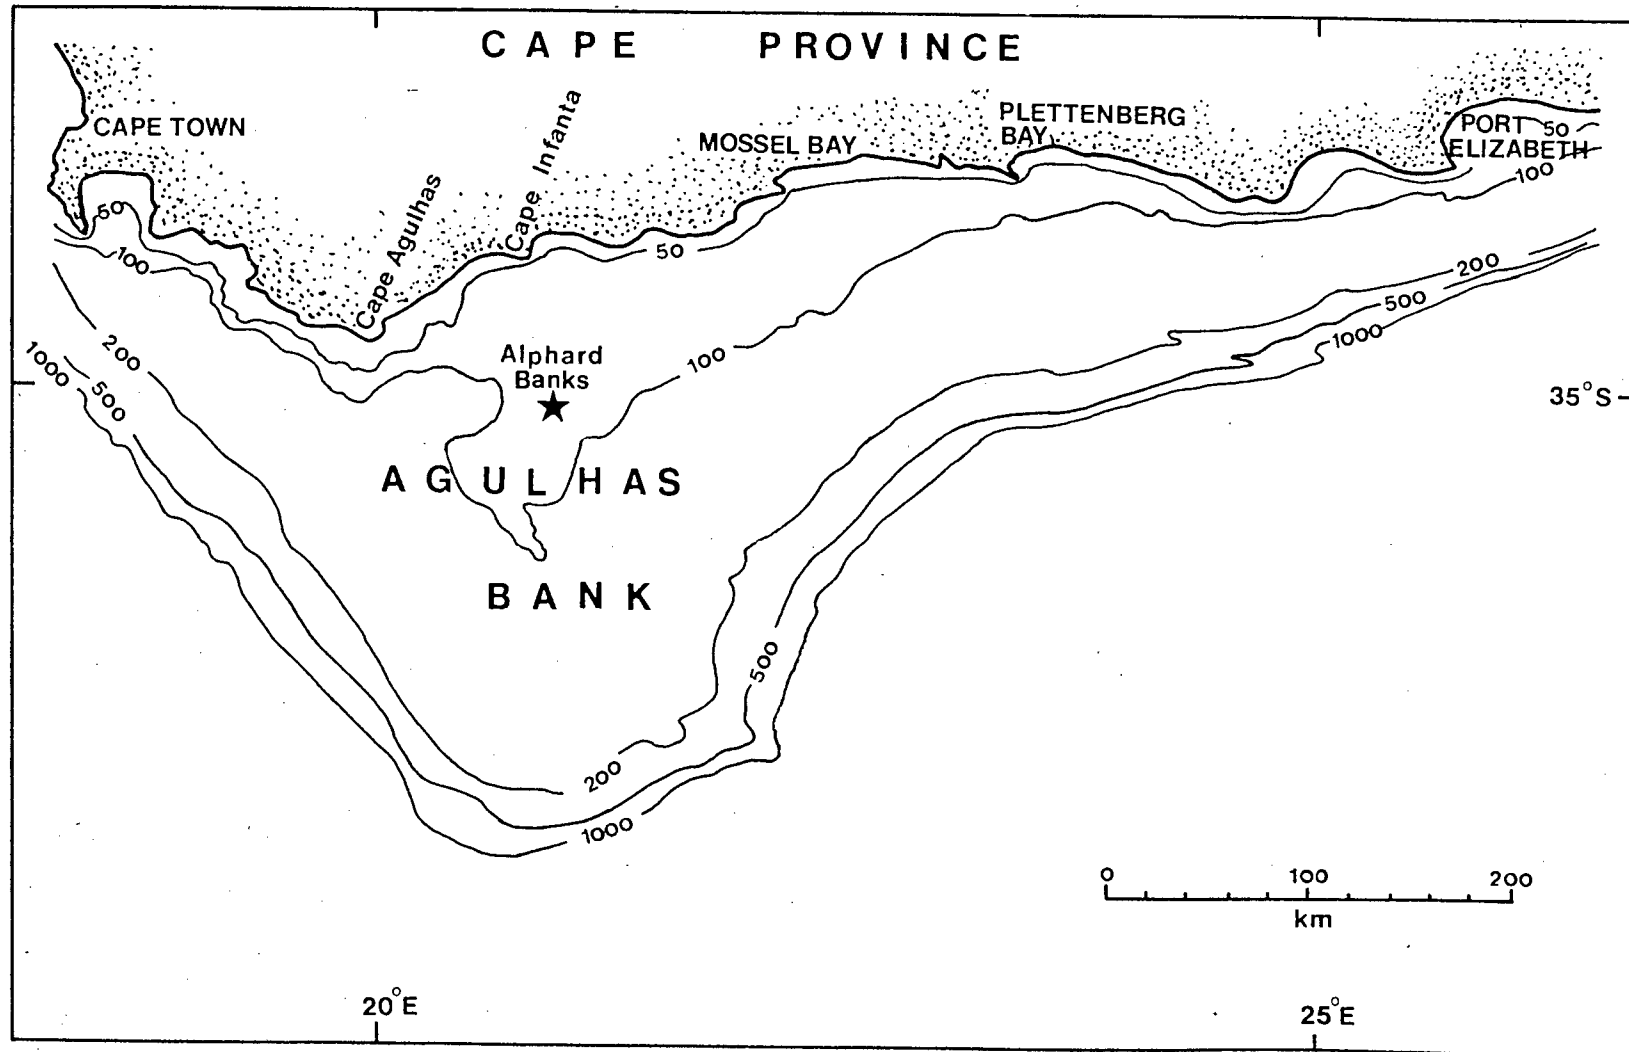 CAPE PROVINCE
CAPE TOWN
Cape Agulhas
Cape Infanta
MOSSEL BAY
PLETTENBERG
BAY
PORT
ELIZABETH
50
50
100
50
100
200
500
1000
200
500
1000
Alphard
Banks
100
35°S
AGULHAS
BANK
500
200
1000
0 100 200
km
20°E
25°E